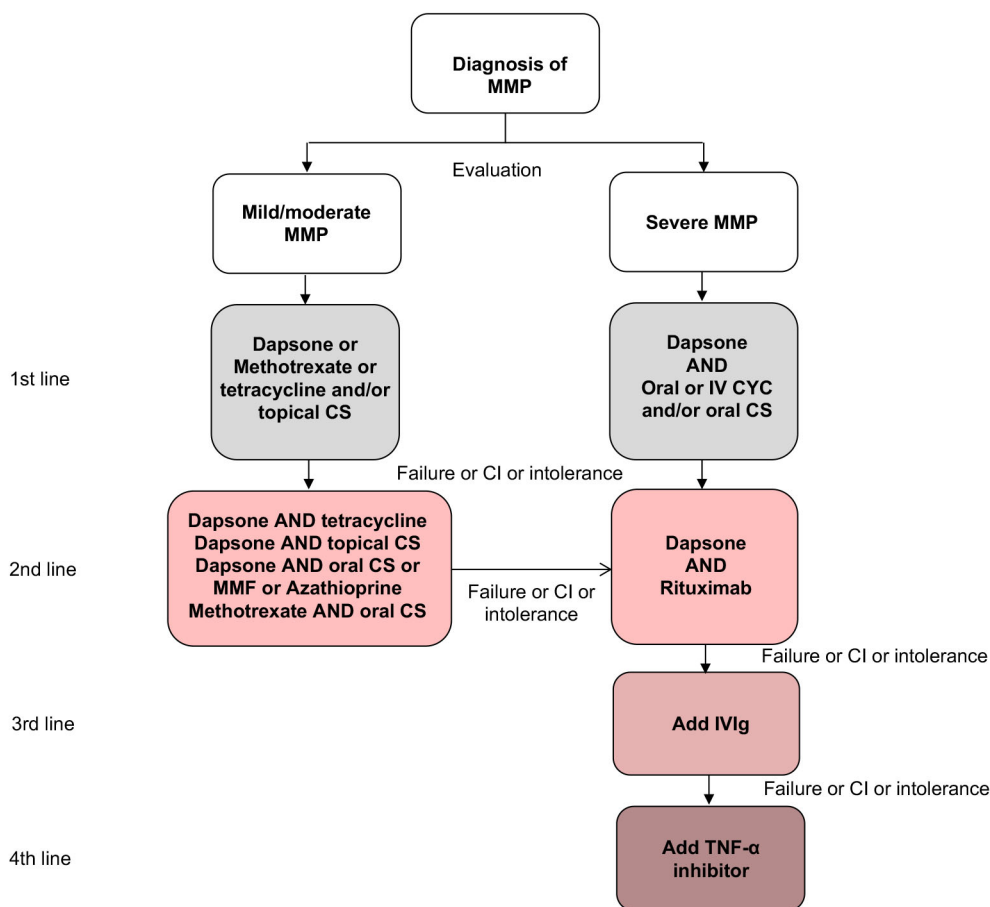 Diagnosis of
MMP
Evaluation
Mild/moderate
MMP
Severe MMP
1st line
Dapsone or
Methotrexate or
tetracycline and/or
topical CS
Dapsone
AND
Oral or IV CYC
and/or oral CS
Failure or CI or intolerance
2nd line
Dapsone AND tetracycline
Dapsone AND topical CS
Dapsone AND oral CS or
MMF or Azathioprine
Methotrexate AND oral CS
Failure or CI or
intolerance
Dapsone
AND
Rituximab
Failure or CI or intolerance
3rd line
Add IVIg
Failure or CI or intolerance
4th line
Add TNF-α
inhibitor